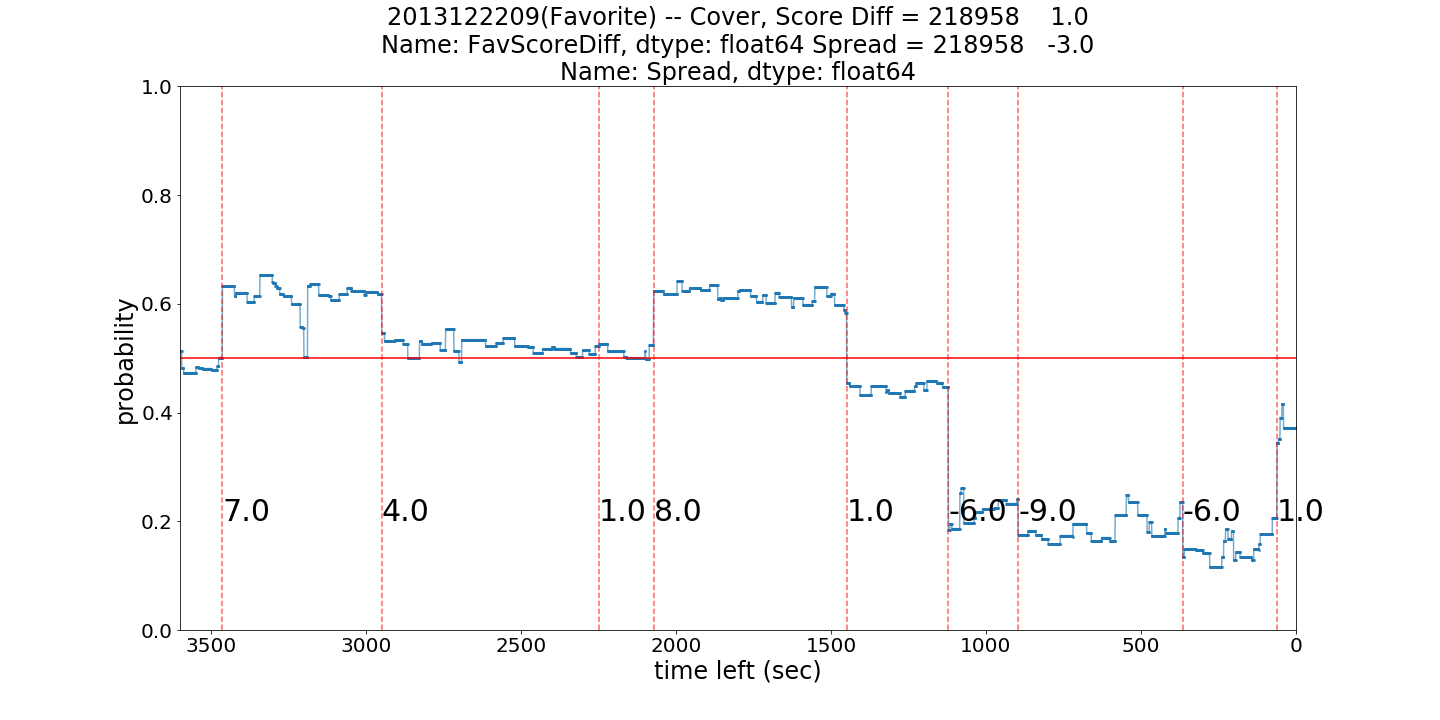 2013122209(Favorite) -- Cover, Score Diff = 218958    1.0
Name: FavScoreDiff, dtype: float64 Spread = 218958   -3.0
Name: Spread, dtype: float64
1.0
0.8
0.6
0.4
0.2
0.0
probability
7.0 4.0 1.0 8.0 1.0 -6.0 -9.0 -6.0 1.0
3500 3000 2500 2000 1500 1000 500 0
time left (sec)